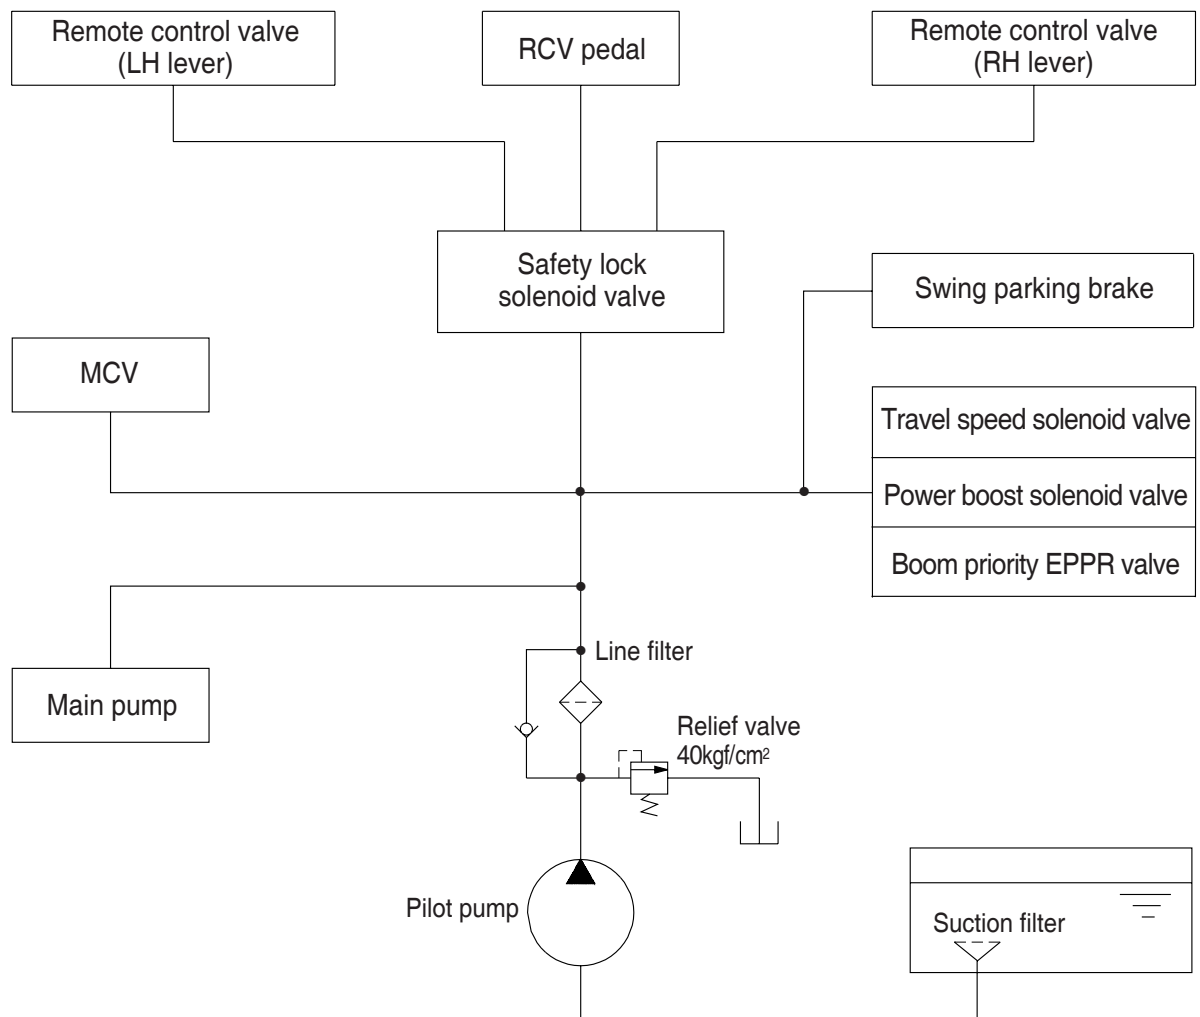 Remote control valve
(LH lever)
RCV pedal
Remote control valve
(RH lever)
Safety lock
solenoid valve
Swing parking brake
MCV
Travel speed solenoid valve
Power boost solenoid valve
Boom priority EPPR valve
Line filter
Main pump
Relief valve
40kgf/cm²
Pilot pump
Suction filter